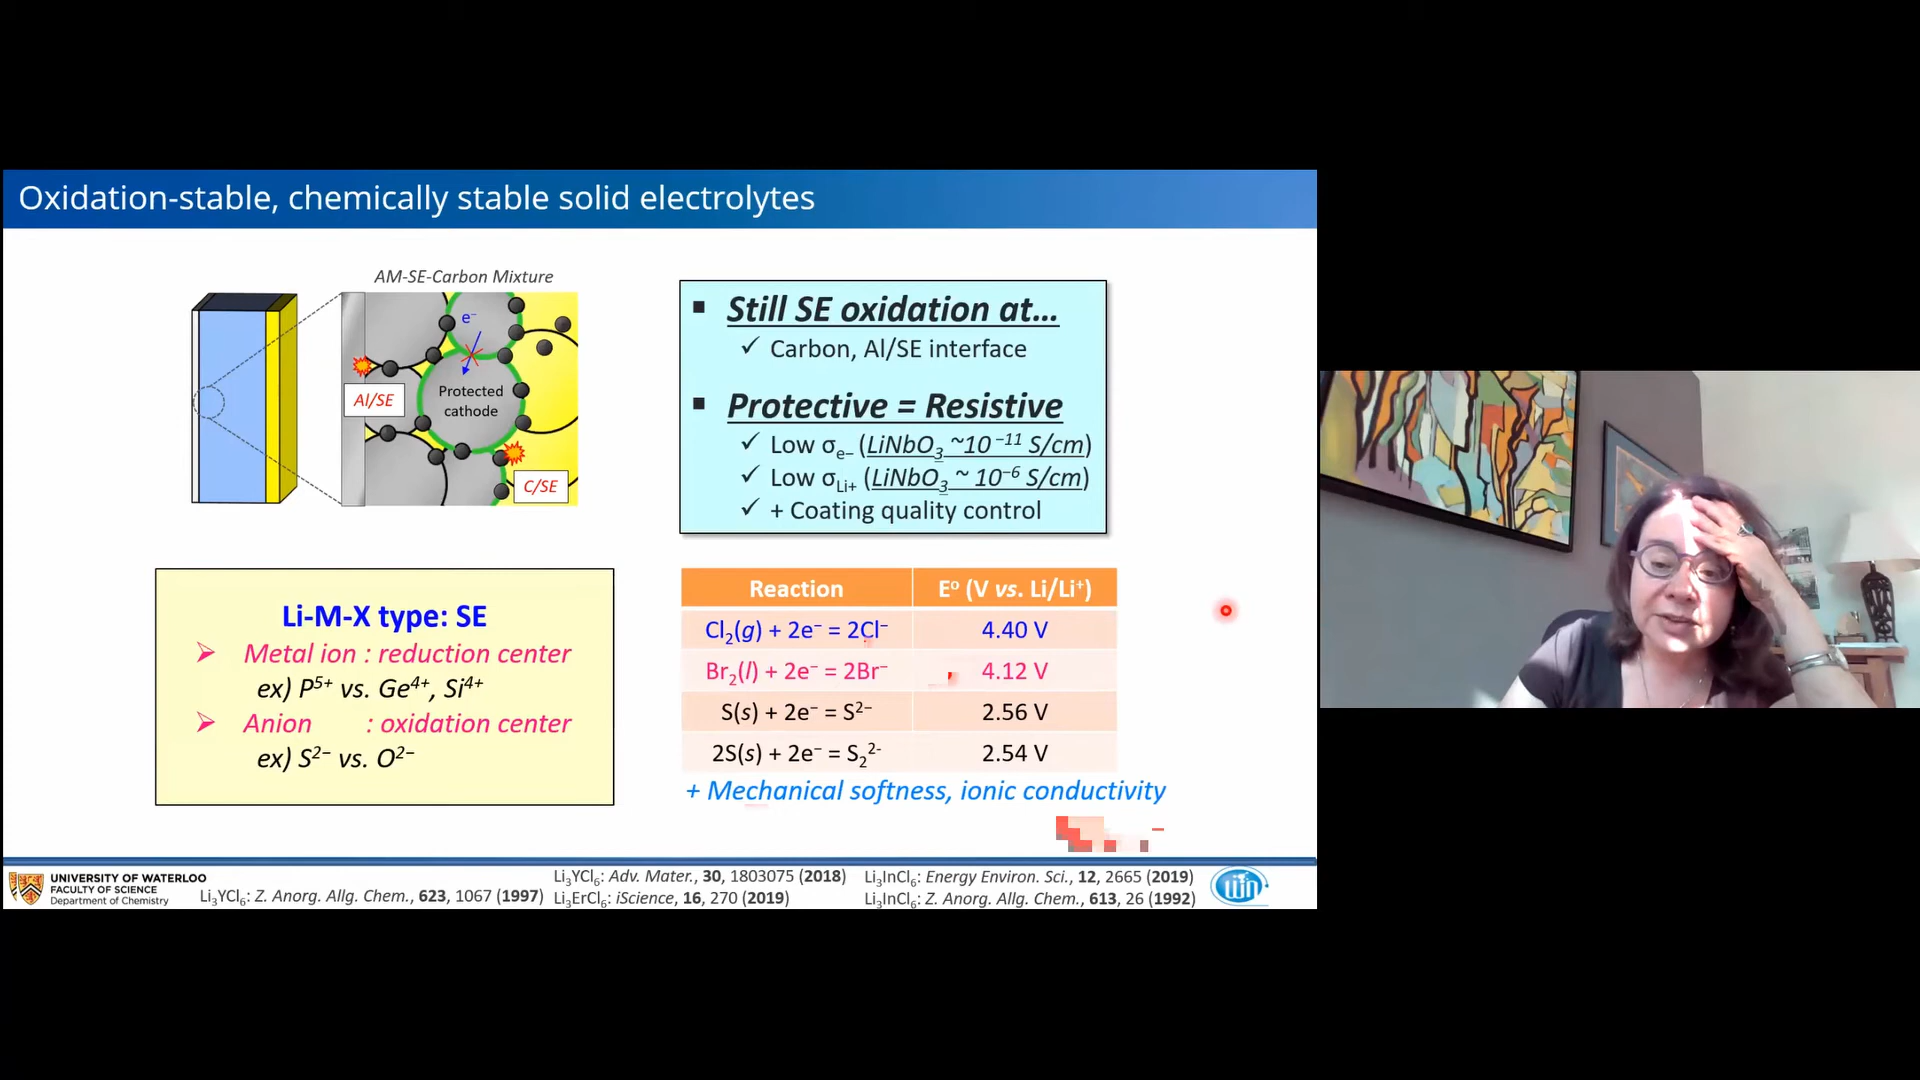 Oxidation-stable, chemically stable solid electrolytes
AM-SE-Carbon Mixture
e⁻
Protected
cathode
Al/SE
C/SE
▪ Still SE oxidation at...
✓ Carbon, Al/SE interface
▪ Protective = Resistive
✓ Low σe− (LiNbO₃ ~10⁻¹¹ S/cm)
✓ Low σLi+ (LiNbO₃ ~ 10⁻⁶ S/cm)
✓ + Coating quality control
Li-M-X type: SE
➢ Metal ion : reduction center
ex) P⁵⁺ vs. Ge⁴⁺, Si⁴⁺
➢ Anion : oxidation center
ex) S²⁻ vs. O²⁻
Reaction Eº (V vs. Li/Li⁺)
Cl₂(g) + 2e⁻ = 2Cl⁻ 4.40 V
Br₂(l) + 2e⁻ = 2Br⁻ 4.12 V
S(s) + 2e⁻ = S²⁻ 2.56 V
2S(s) + 2e⁻ = S₂²⁻ 2.54 V
+ Mechanical softness, ionic conductivity
UNIVERSITY OF WATERLOO
FACULTY OF SCIENCE
Department of Chemistry
Li₃YCl₆: Z. Anorg. Allg. Chem., 623, 1067 (1997)
Li₃YCl₆: Adv. Mater., 30, 1803075 (2018)
Li₃ErCl₆: iScience, 16, 270 (2019)
Li₃InCl₆: Energy Environ. Sci., 12, 2665 (2019)
Li₃InCl₆: Z. Anorg. Allg. Chem., 613, 26 (1992)
WIN